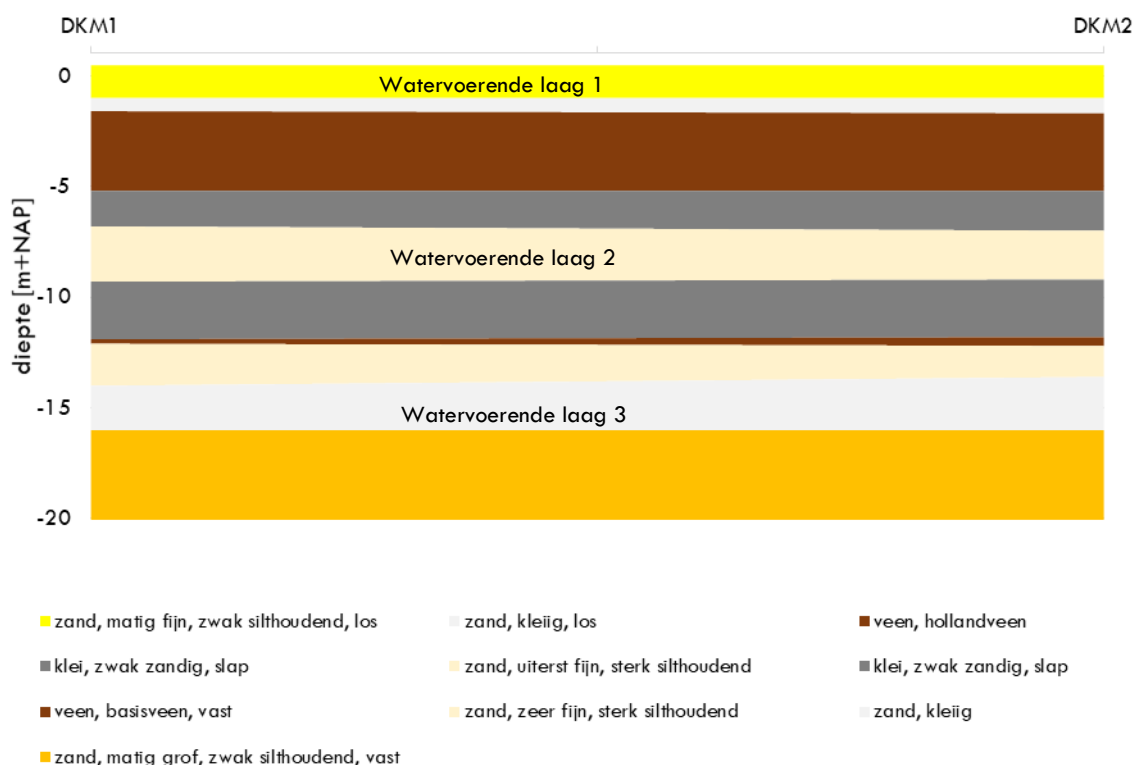 DKM1 DKM2
0
Watervoerende laag 1
-5
diepte [m+NAP]
Watervoerende laag 2
-10
-15
Watervoerende laag 3
-20
zand, matig fijn, zwak silthoudend, los
zand, kleiig, los
veen, hollandveen
klei, zwak zandig, slap
zand, uiterst fijn, sterk silthoudend
klei, zwak zandig, slap
veen, basisveen, vast
zand, zeer fijn, sterk silthoudend
zand, kleiig
zand, matig grof, zwak silthoudend, vast